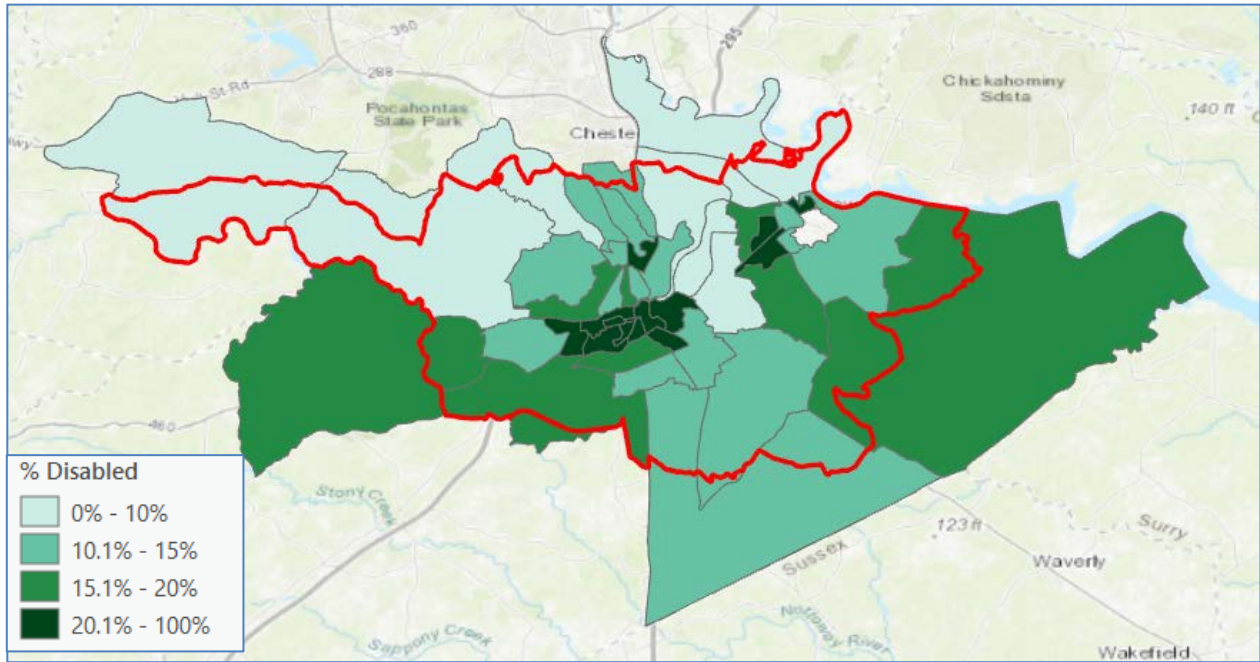 360
295
288
Pocahontas
State Park
Cheste
Chickahominy
Sdsta
140 ft
460
% Disabled
0% - 10%
10.1% - 15%
15.1% - 20%
20.1% - 100%
Stony Creek
Sappony Creek
Sussex
Nottoway River
123 ft
Surry
Waverly
Wakefield